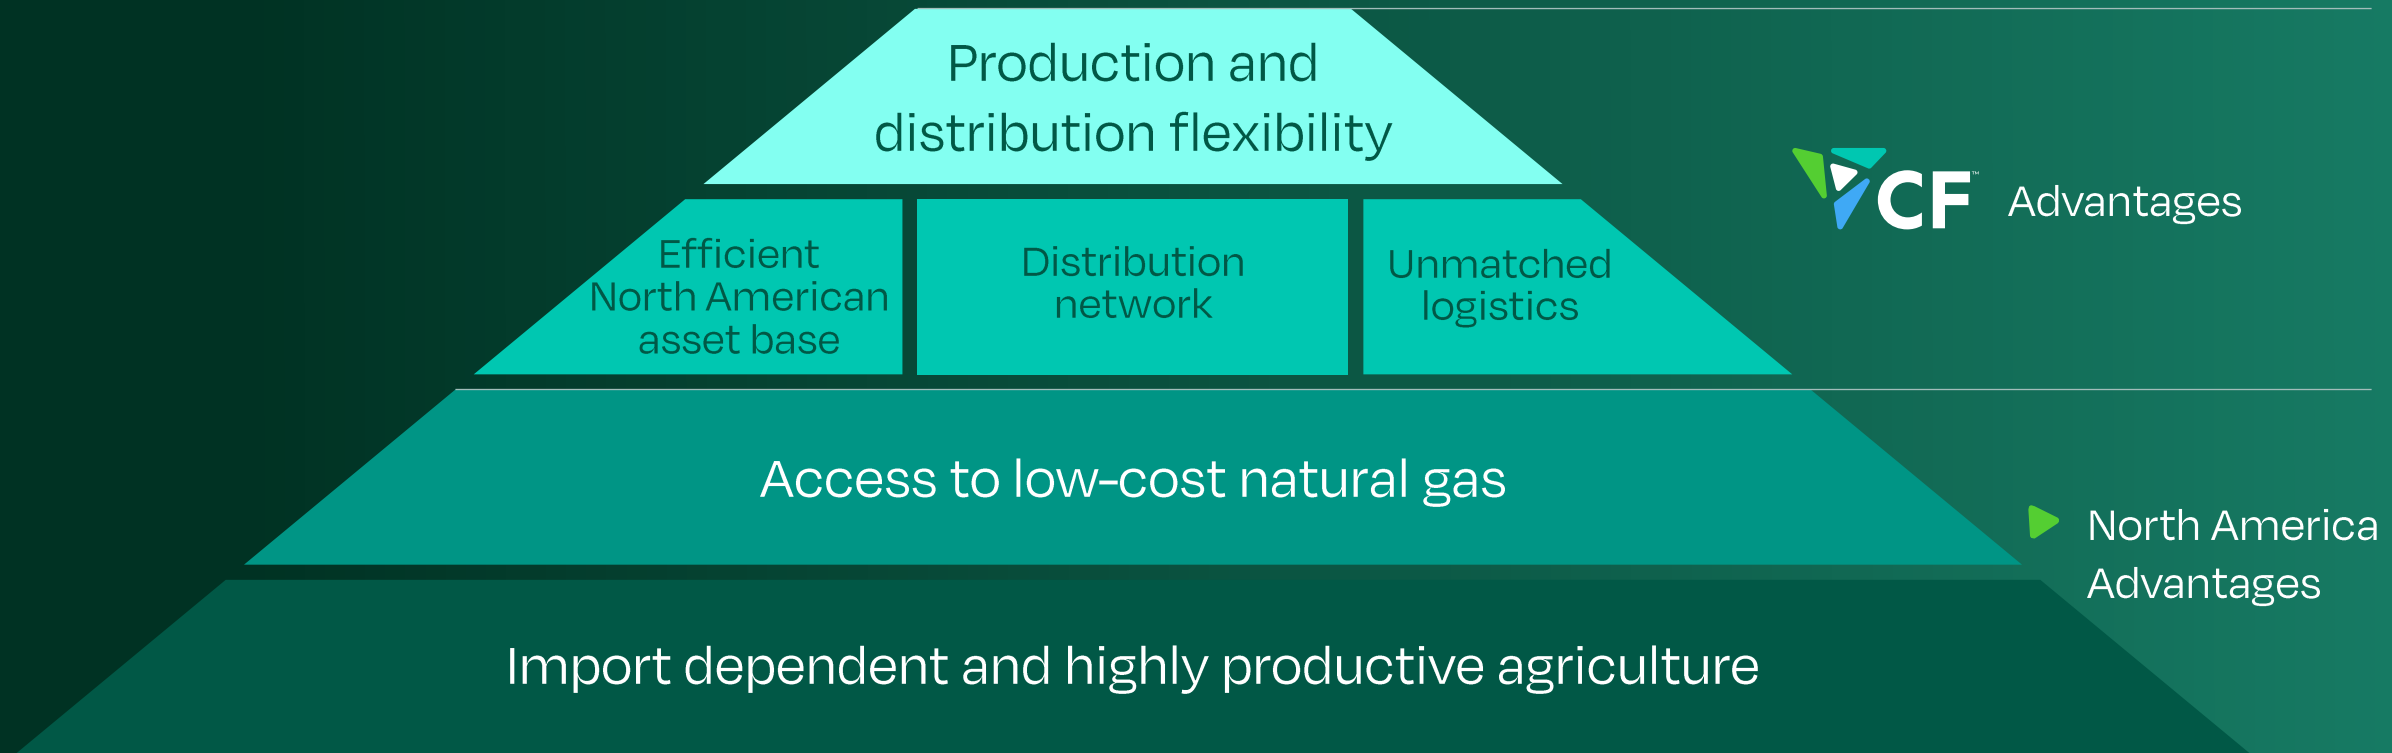 Production and
distribution flexibility
Efficient
North American
asset base
Distribution
network
Unmatched
logistics
CF™ Advantages
Access to low-cost natural gas
North America
Advantages
Import dependent and highly productive agriculture